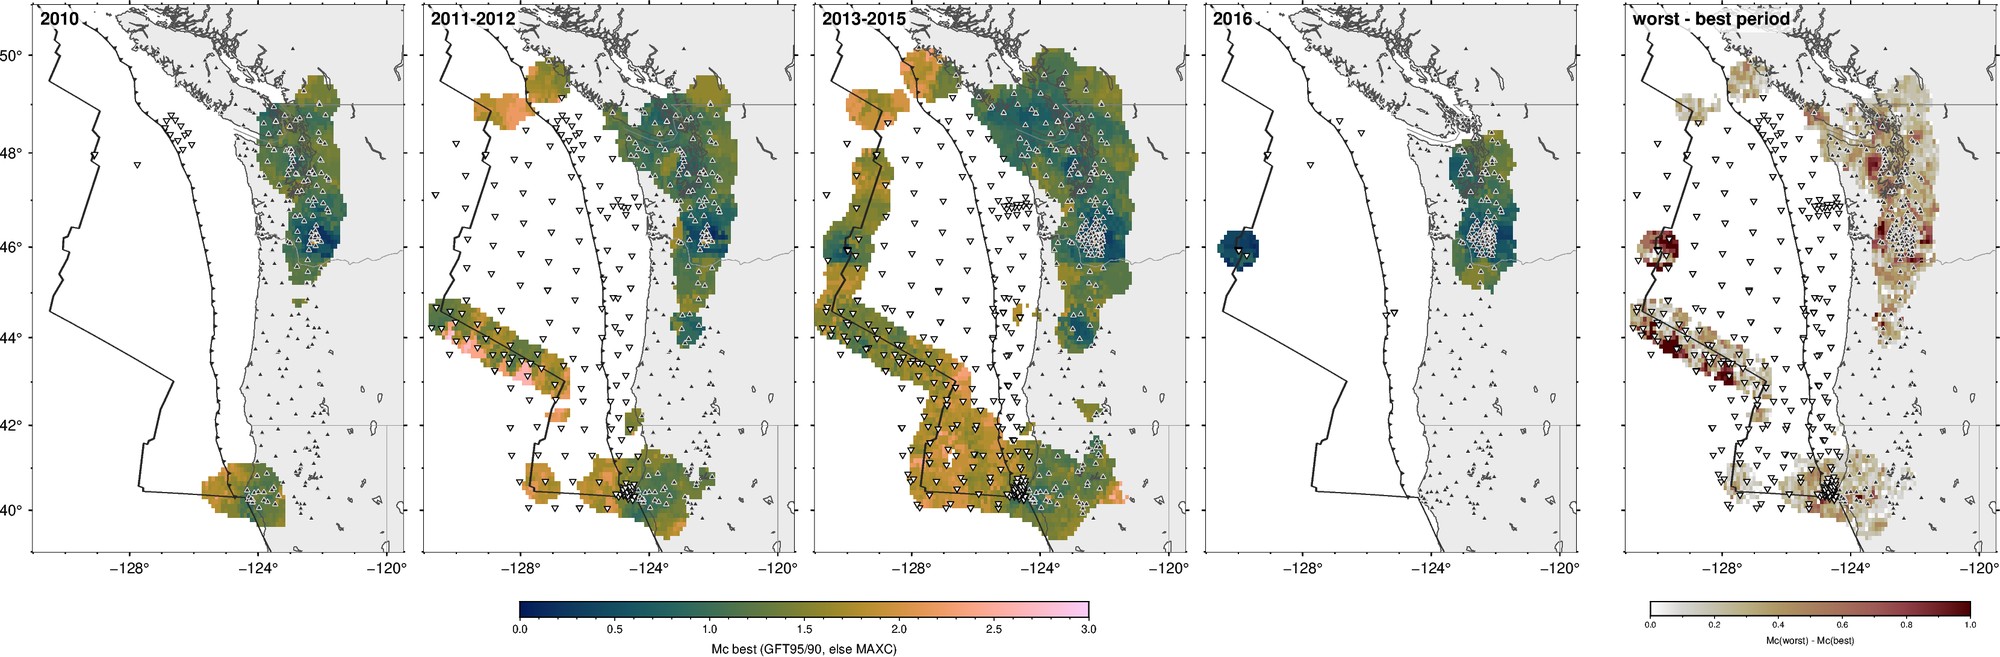 2010
2011-2012
2013-2015
2016
worst - best period
50°
48°
46°
44°
42°
40°
−128° −124° −120°
−128° −124° −120°
−128° −124° −120°
−128° −124° −120°
−128° −124° −120°
0.0 0.5 1.0 1.5 2.0 2.5 3.0
Mc best (GFT95/90, else MAXC)
0.0 0.2 0.4 0.6 0.8 1.0
Mc(worst) - Mc(best)